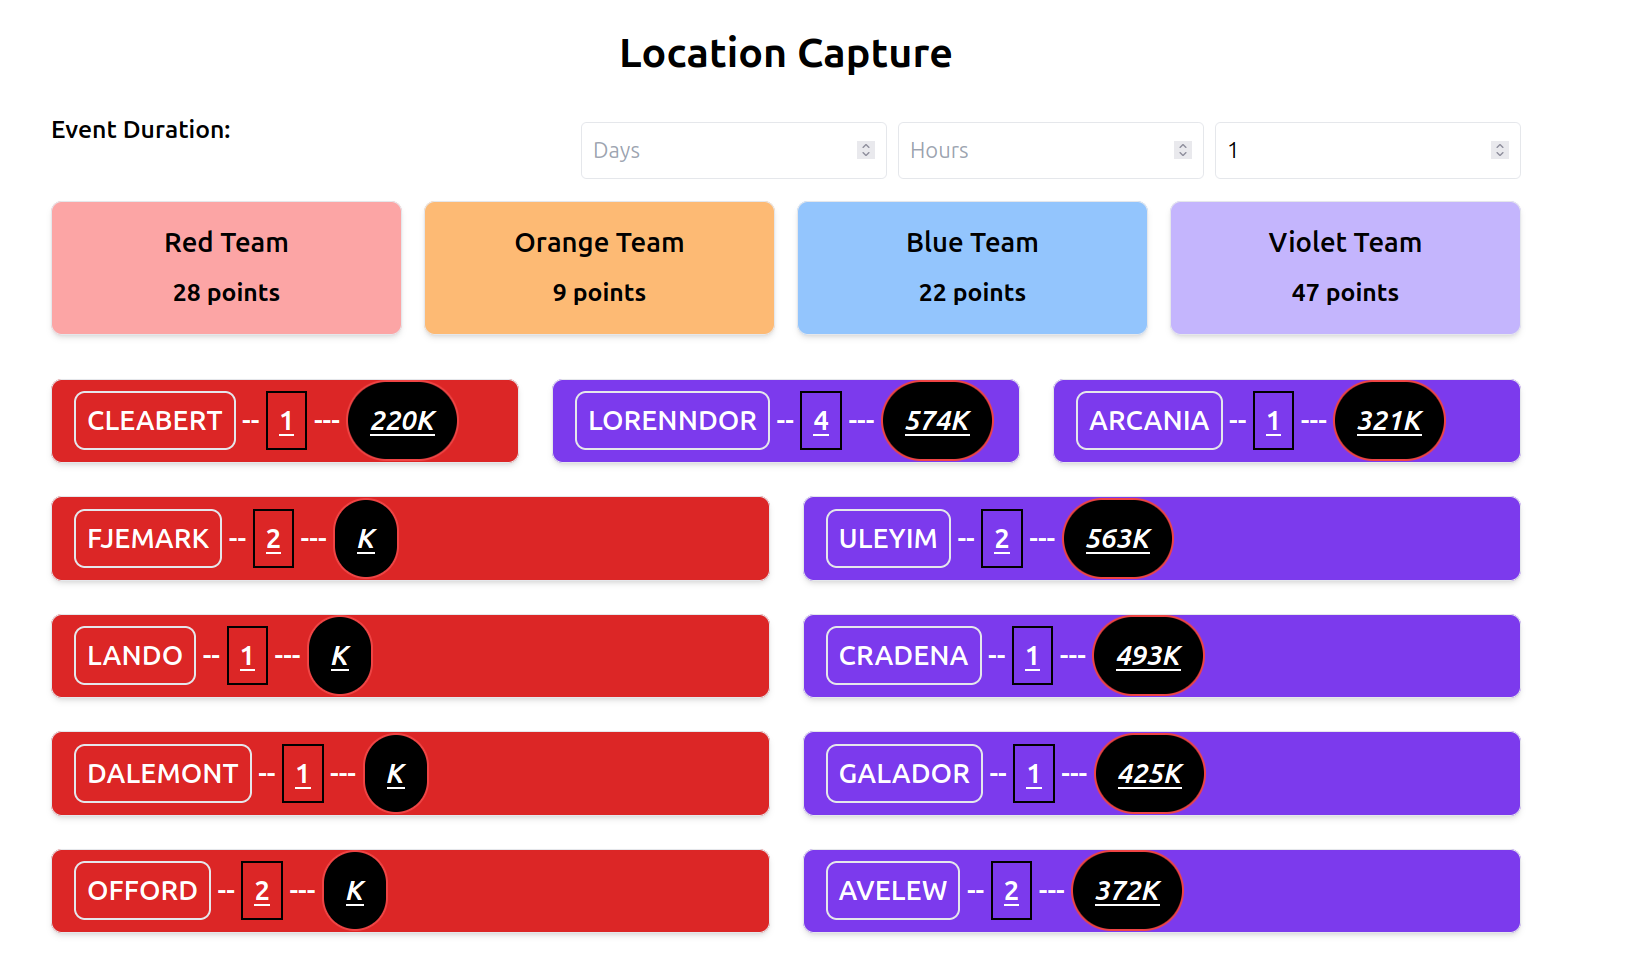 Location Capture
Event Duration:
Days Hours 1
Red Team Orange Team Blue Team Violet Team
28 points 9 points 22 points 47 points
CLEABERT -- 1 --- 220K LORENNDOR -- 4 --- 574K ARCANIA -- 1 --- 321K
FJEMARK -- 2 --- K ULEYIM -- 2 --- 563K
LANDO -- 1 --- K CRADENA -- 1 --- 493K
DALEMONT -- 1 --- K GALADOR -- 1 --- 425K
OFFORD -- 2 --- K AVELEW -- 2 --- 372K